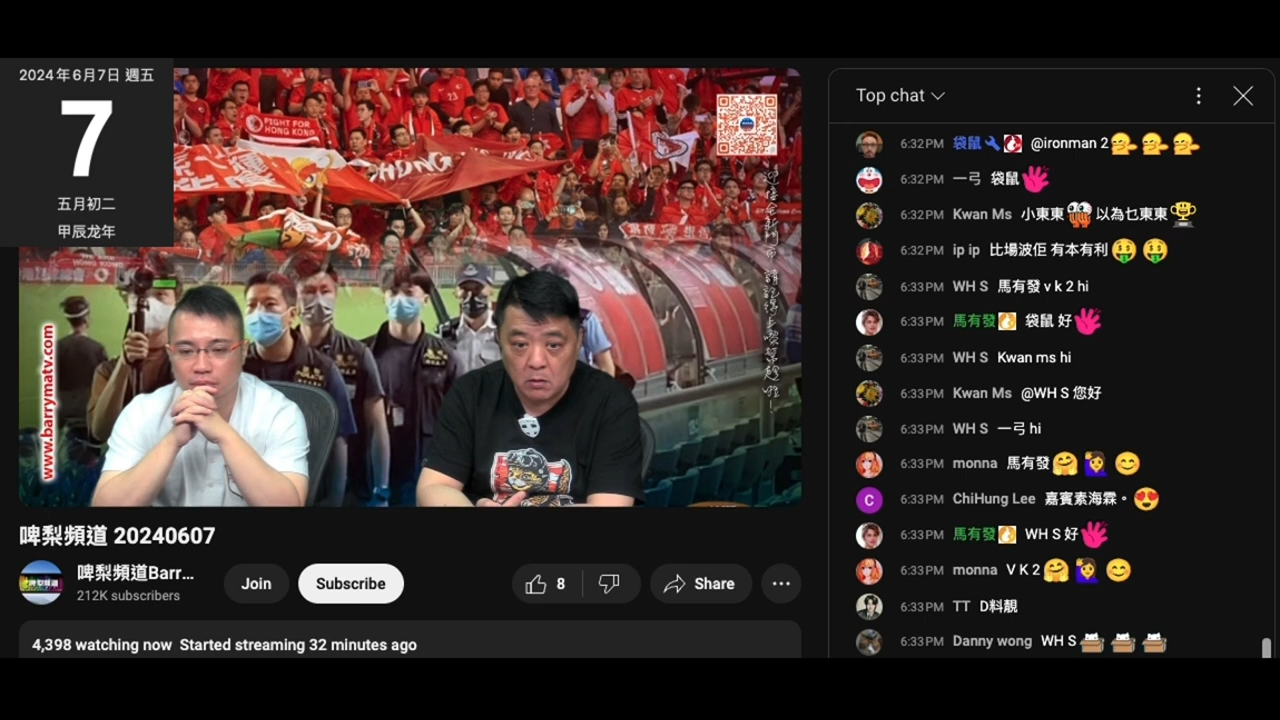 2024年6月7日 週五
7
五月初二
甲辰龙年
FIGHT FOR
HONG KONG
www.barrymatv.com
啤梨頻道 20240607
啤梨頻道Barr...
212K subscribers
Join
Subscribe
8
Share
4,398 watching now Started streaming 32 minutes ago
Top chat
6:32PM 袋鼠 @ironman 2
6:32PM 一弓 袋鼠
6:32PM Kwan Ms 小東東 以為乜東東
6:32PM ip ip 比場波佢 有本有利
6:33PM WH S 馬有發 v k 2 hi
6:33PM 馬有發 袋鼠 好
6:33PM WH S Kwan ms hi
6:33PM Kwan Ms @WH S 您好
6:33PM WH S 一弓 hi
6:33PM monna 馬有發
C
6:33PM ChiHung Lee 嘉賓素海霖。
6:33PM 馬有發 WH S 好
6:33PM monna V K 2
6:33PM TT D料靚
6:33PM Danny wong WH S